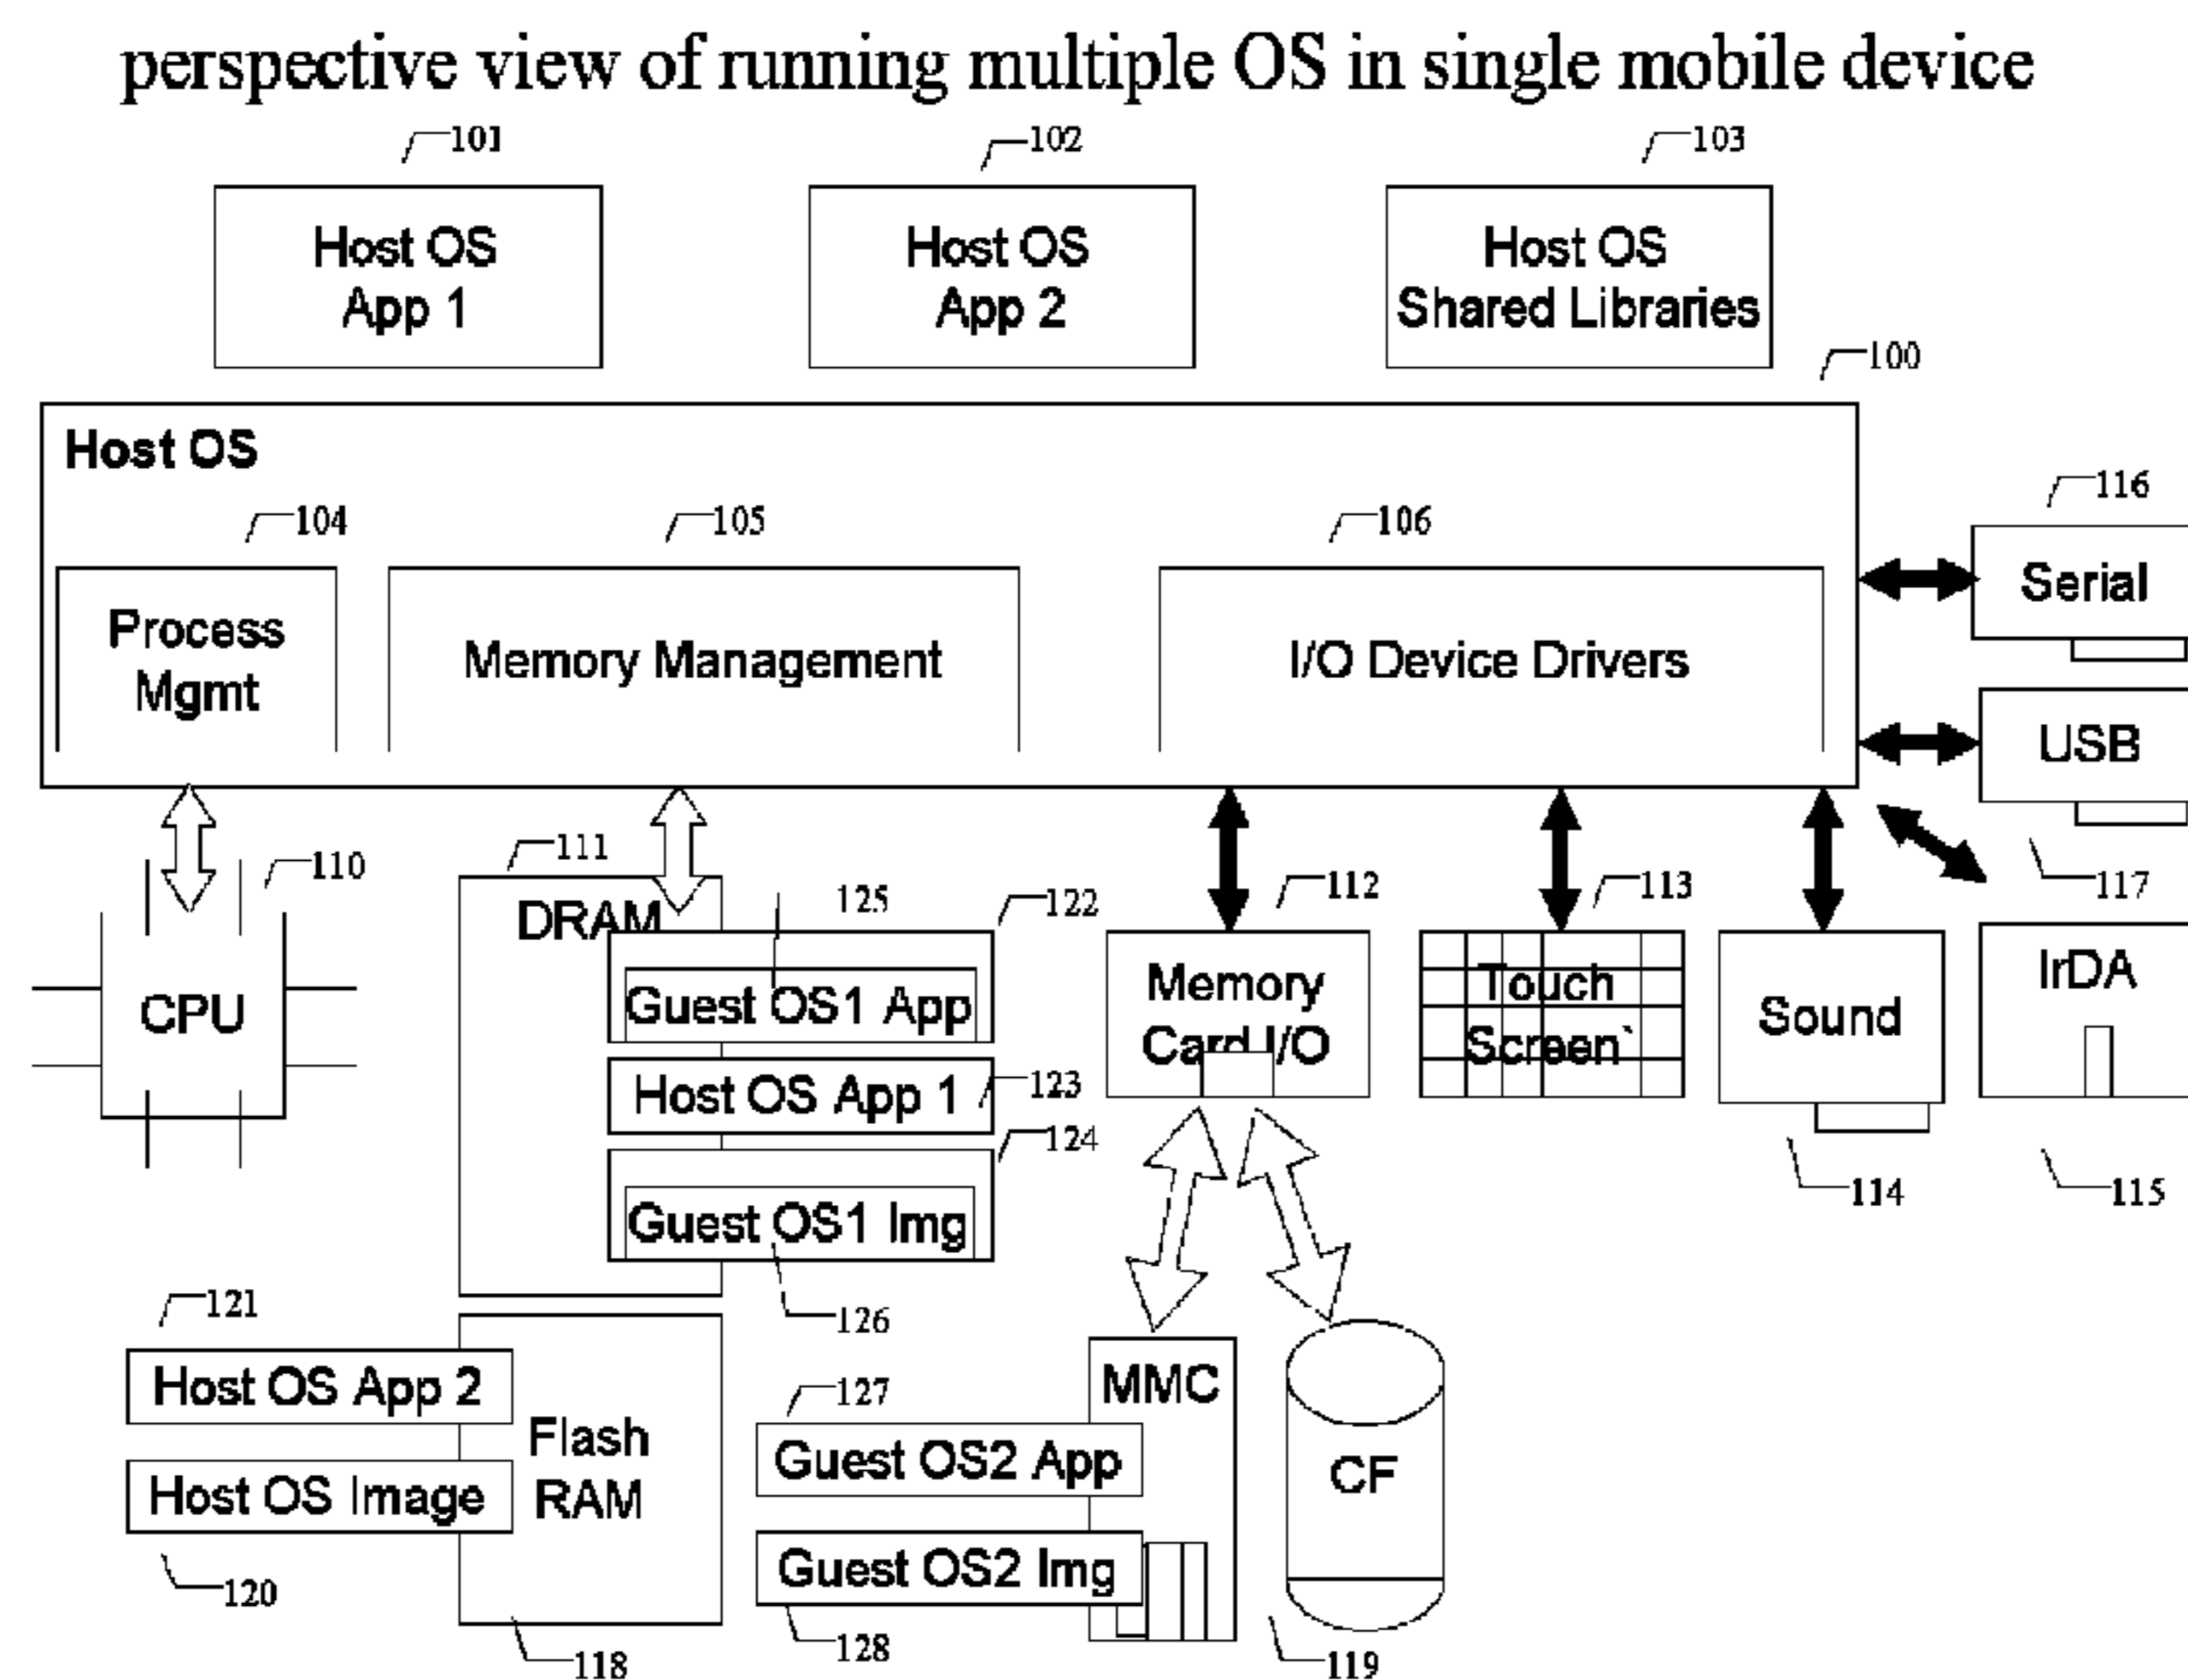 perspective view of running multiple OS in single mobile device
101
102
103
Host OS
App 1
Host OS
App 2
Host OS
Shared Libraries
100
Host OS
104
105
106
116
Process
Mgmt
Memory Management
I/O Device Drivers
Serial
USB
110
111
125
122
112
113
117
DRAM
CPU
Guest OS1 App
Memory
Card I/O
Touch
Screen`
Sound
IrDA
Host OS App 1
123
124
114
115
Guest OS1 Img
126
121
Host OS App 2
Flash
RAM
Host OS Image
120
118
127
MMC
Guest OS2 App
CF
Guest OS2 Img
128
119